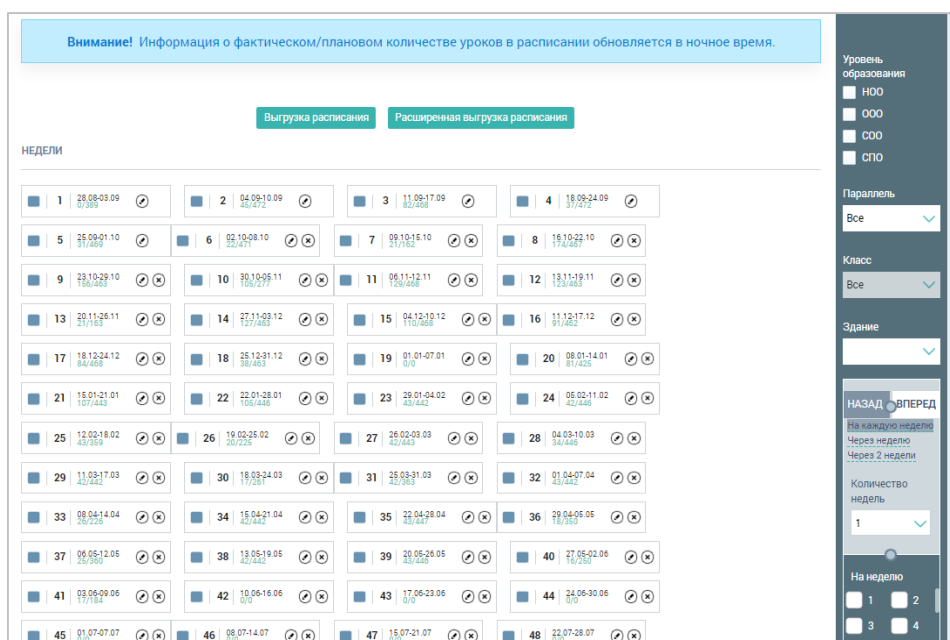 Внимание! Информация о фактическом/плановом количестве уроков в расписании обновляется в ночное время.
Выгрузка расписания Расширенная выгрузка расписания
НЕДЕЛИ
1 28.08-03.09 0/389
2 04.09-10.09 45/472
3 11.09-17.09 82/468
4 18.09-24.09 37/472
5 25.09-01.10 31/469
6 02.10-08.10 22/471
7 09.10-15.10 21/162
8 16.10-22.10 174/467
9 23.10-29.10 156/463
10 30.10-05.11 105/277
11 06.11-12.11 129/468
12 13.11-19.11 123/463
13 20.11-26.11 21/163
14 27.11-03.12 127/463
15 04.12-10.12 110/468
16 11.12-17.12 91/462
17 18.12-24.12 84/468
18 25.12-31.12 38/463
19 01.01-07.01 0/0
20 08.01-14.01 81/425
21 15.01-21.01 107/443
22 22.01-28.01 105/446
23 29.01-04.02 43/442
24 05.02-11.02 42/446
25 12.02-18.02 43/359
26 19.02-25.02 20/225
27 26.02-03.03 42/443
28 04.03-10.03 34/446
29 11.03-17.03 42/442
30 18.03-24.03 17/261
31 25.03-31.03 42/363
32 01.04-07.04 43/442
33 08.04-14.04 26/226
34 15.04-21.04 42/442
35 22.04-28.04 43/447
36 29.04-05.05 18/350
37 06.05-12.05 25/360
38 13.05-19.05 42/442
39 20.05-26.05 43/446
40 27.05-02.06 16/250
41 03.06-09.06 17/184
42 10.06-16.06 0/0
43 17.06-23.06 0/0
44 24.06-30.06 0/0
45 01.07-07.07
46 08.07-14.07
47 15.07-21.07
48 22.07-28.07
Уровень
образования
НОО
ООО
СОО
СПО
Параллель
Все
Класс
Все
Здание
НАЗАД ВПЕРЕД
На каждую неделю
Через неделю
Через 2 недели
Количество
недель
1
На неделю
1 2
3 4